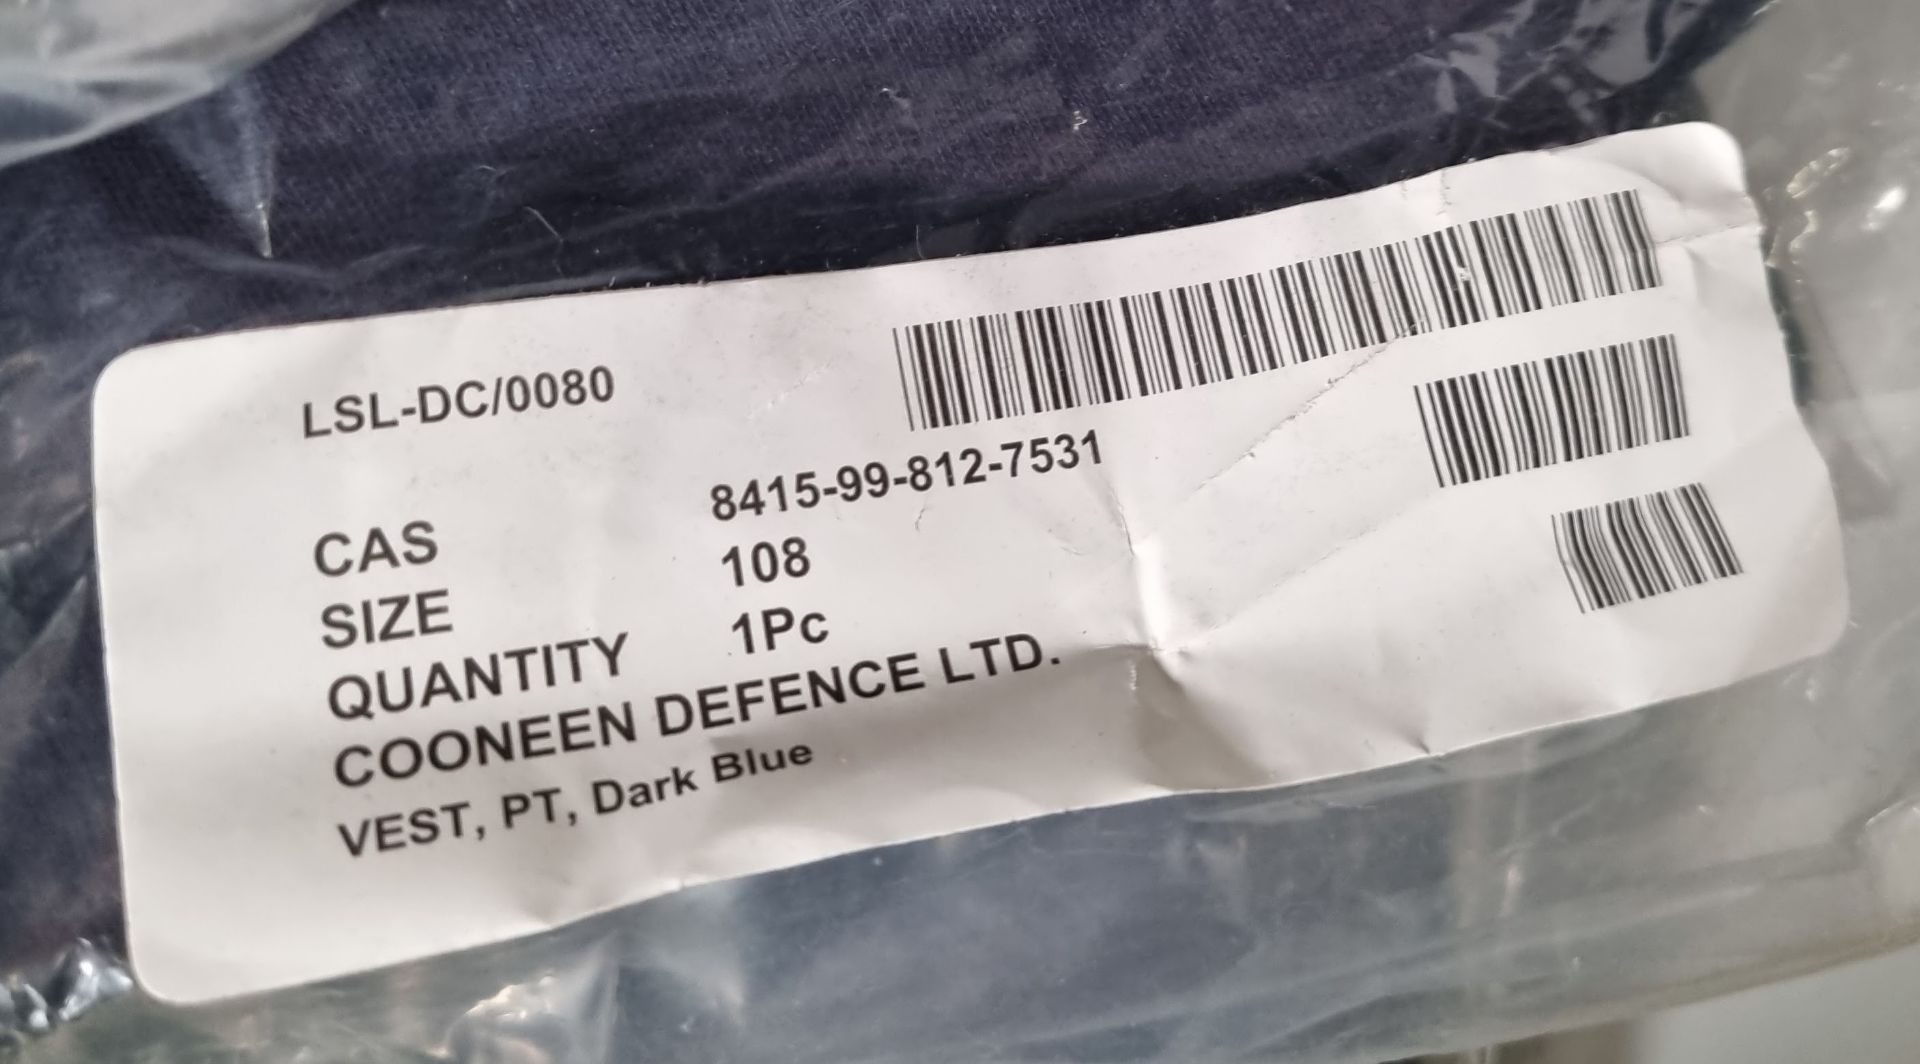 LSL-DC/0080
CAS 8415-99-812-7531
SIZE 108
QUANTITY 1Pc
COONEEN DEFENCE LTD.
VEST, PT, Dark Blue